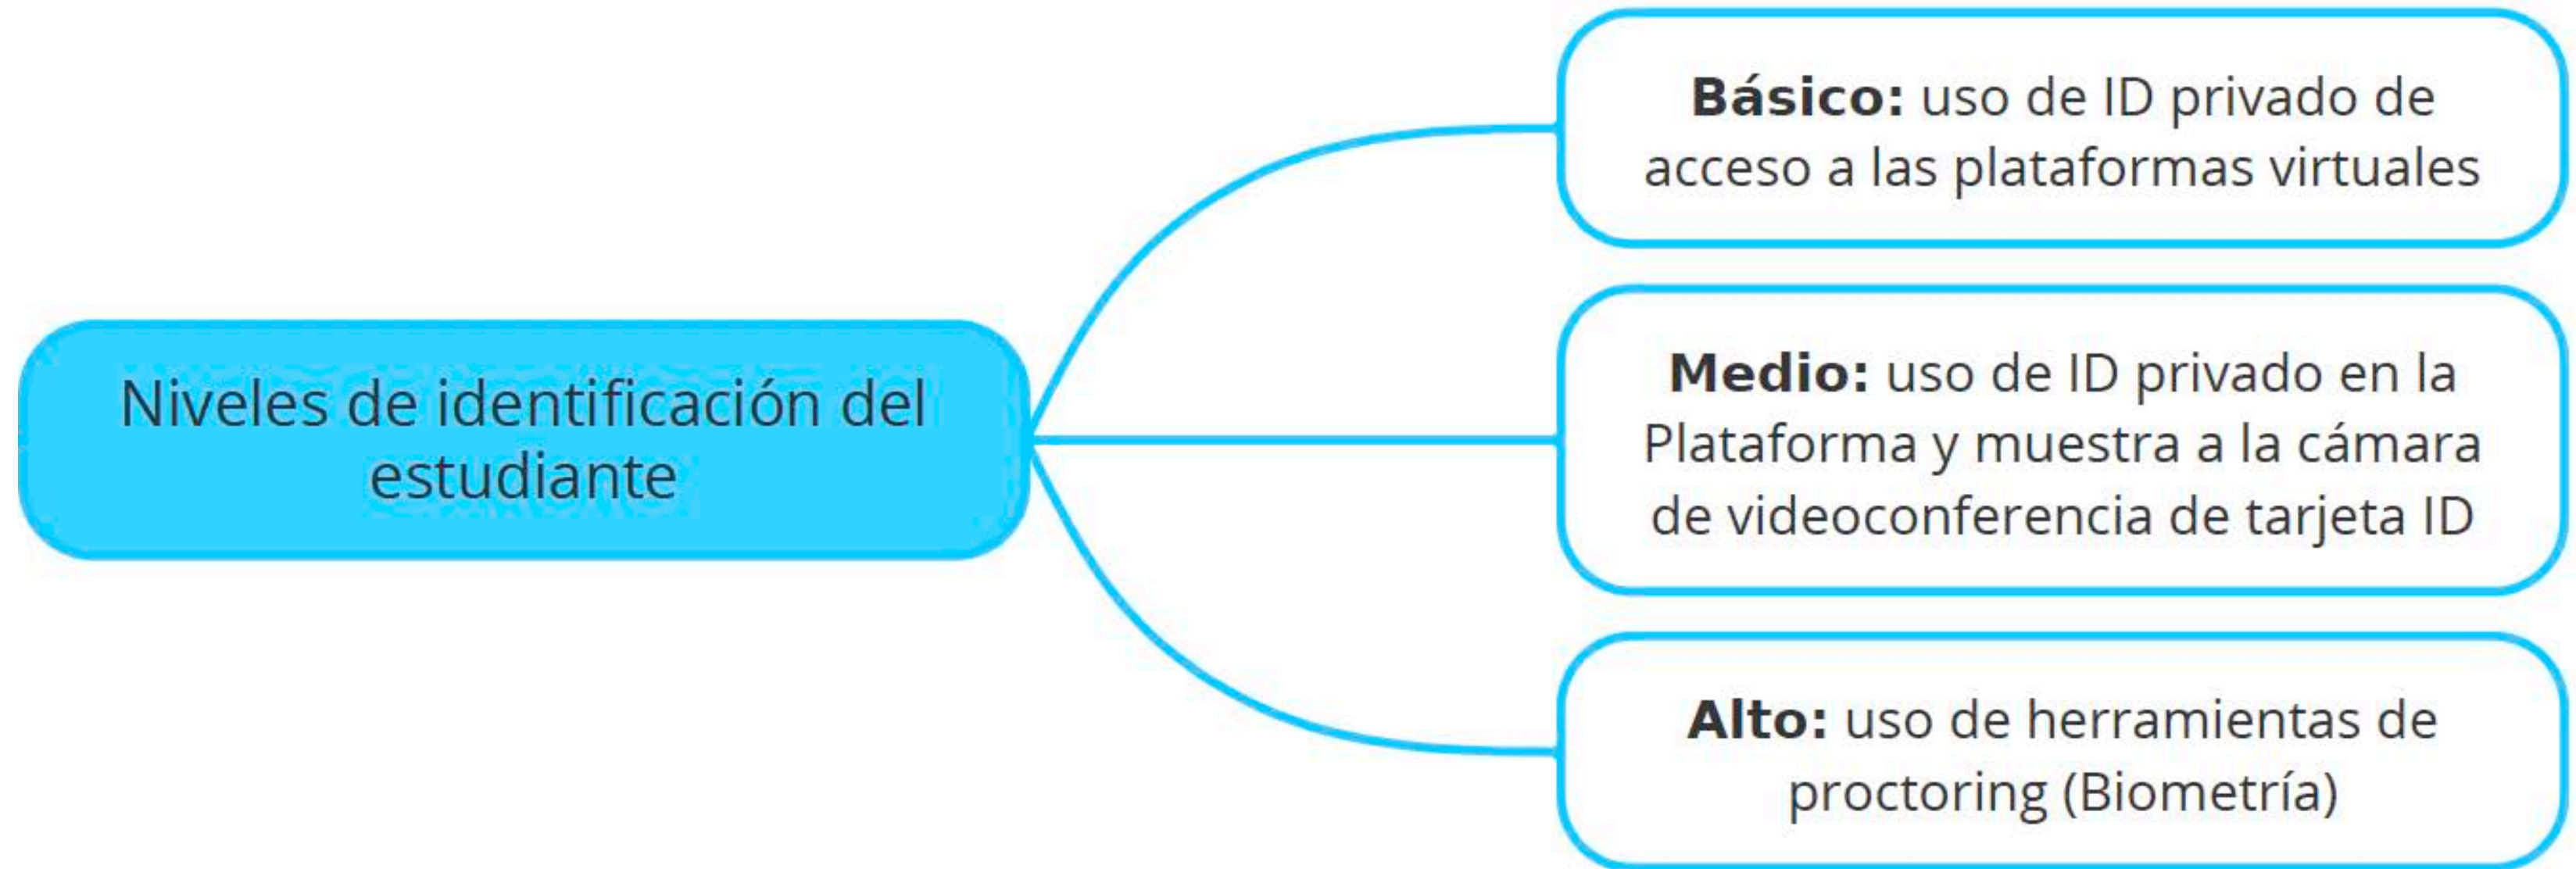 Niveles de identificación del
estudiante
Básico: uso de ID privado de
acceso a las plataformas virtuales
Medio: uso de ID privado en la
Plataforma y muestra a la cámara
de videoconferencia de tarjeta ID
Alto: uso de herramientas de
proctoring (Biometría)